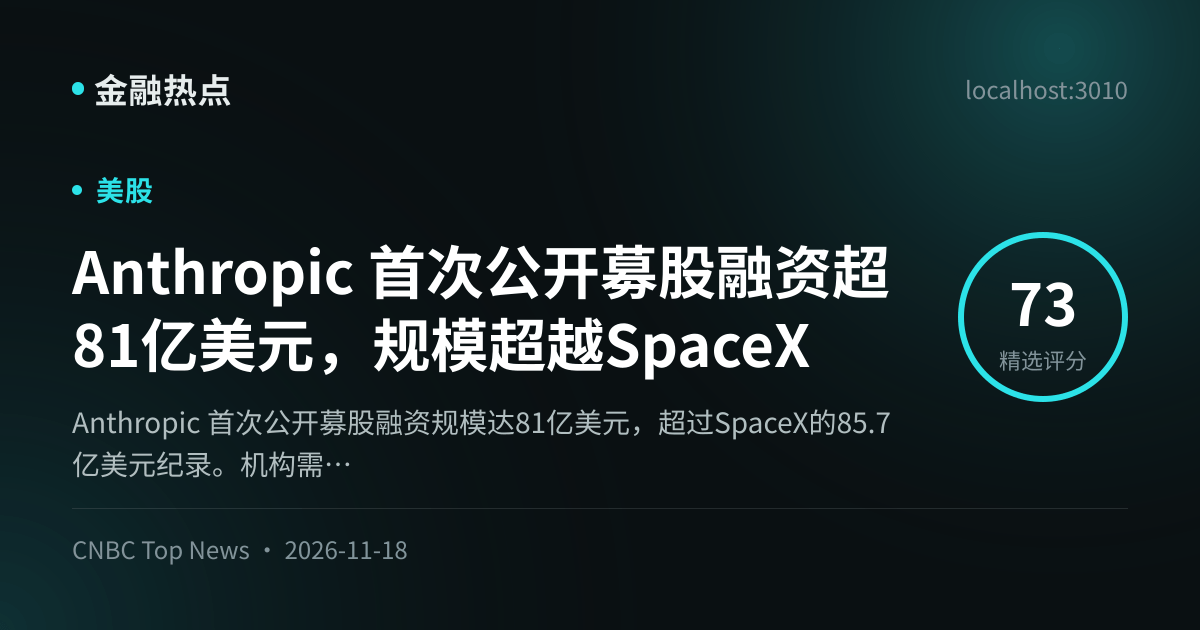 金融热点
localhost:3010
美股
Anthropic 首次公开募股融资超
81亿美元，规模超越SpaceX
73
精选评分
Anthropic 首次公开募股融资规模达81亿美元，超过SpaceX的85.7
亿美元纪录。机构需…
CNBC Top News · 2026-11-18